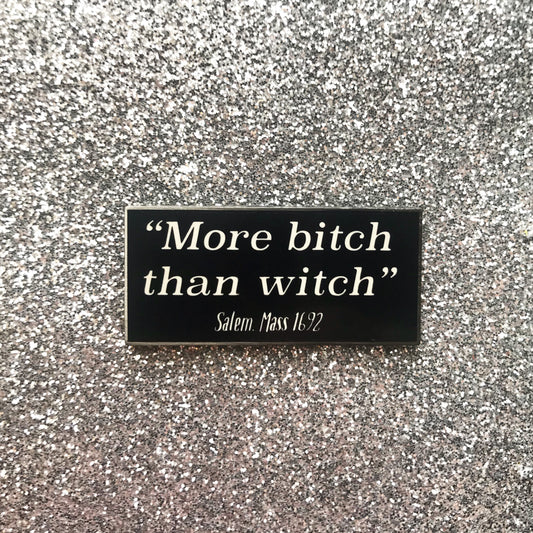 “More bitch
than witch”
Salem. Mass 1692